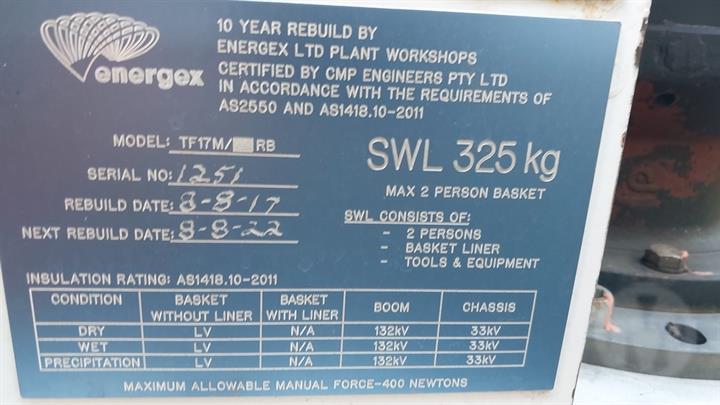 energex
10 YEAR REBUILD BY
ENERGEX LTD PLANT WORKSHOPS
CERTIFIED BY CMP ENGINEERS PTY LTD
IN ACCORDANCE WITH THE REQUIREMENTS OF
AS2550 AND AS1418.10-2011
MODEL: TF17M/ RB
SERIAL NO: 1251
REBUILD DATE: 8-8-17
NEXT REBUILD DATE: 8-8-22
SWL 325 kg
MAX 2 PERSON BASKET
SWL CONSISTS OF:
- 2 PERSONS
- BASKET LINER
- TOOLS & EQUIPMENT
INSULATION RATING: AS1418.10-2011
CONDITION BASKET WITHOUT LINER BASKET WITH LINER BOOM CHASSIS
DRY LV N/A 132kV 33kV
WET LV N/A 132kV 33kV
PRECIPITATION LV N/A 132kV 33kV
MAXIMUM ALLOWABLE MANUAL FORCE-400 NEWTONS